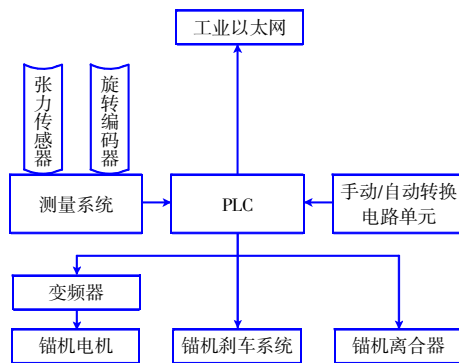 工业以太网
张力传感器
旋转编码器
测量系统
PLC
手动/自动转换
电路单元
变频器
锚机电机
锚机刹车系统
锚机离合器